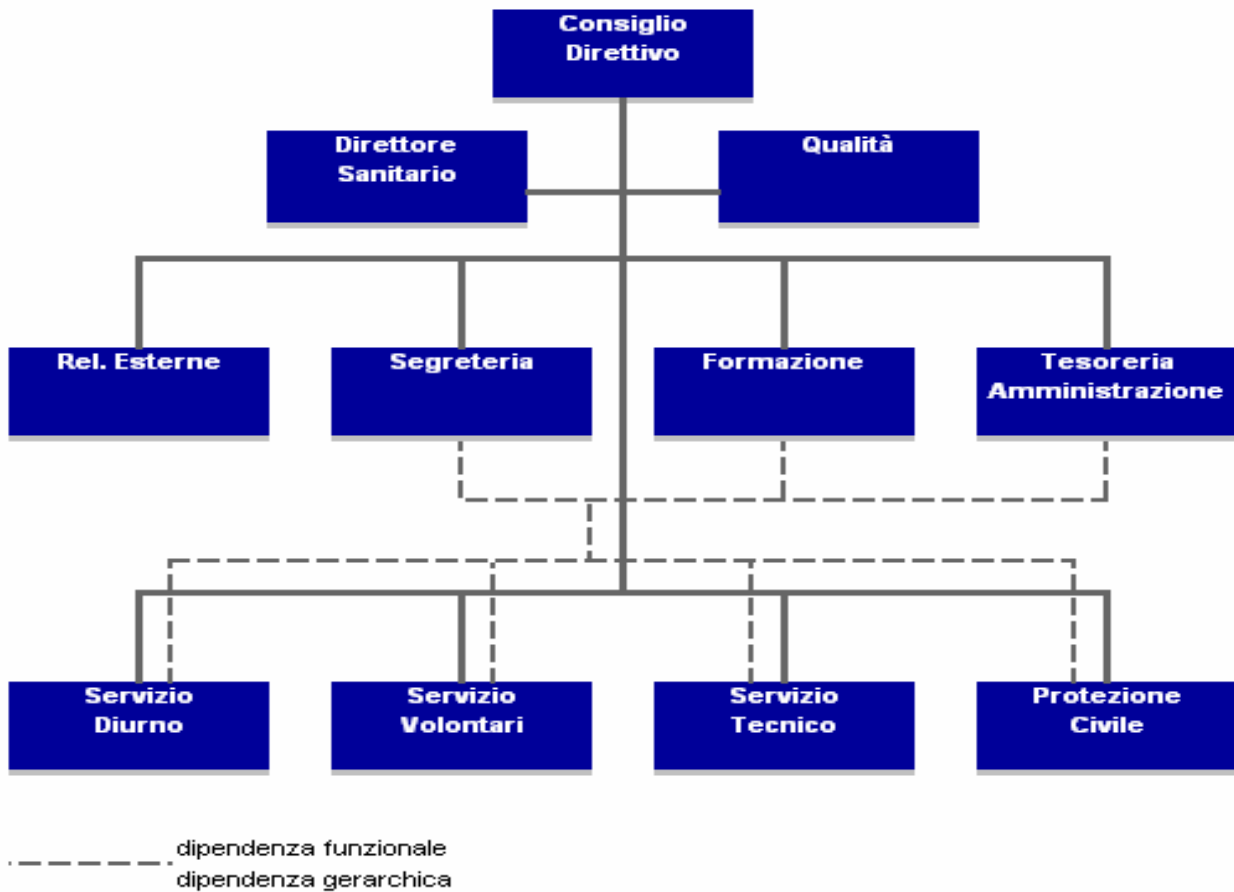 Consiglio
Direttivo
Direttore
Sanitario
Qualità
Rel. Esterne
Segreteria
Formazione
Tesoreria
Amministrazione
Servizio
Diurno
Servizio
Volontari
Servizio
Tecnico
Protezione
Civile
dipendenza funzionale
dipendenza gerarchica